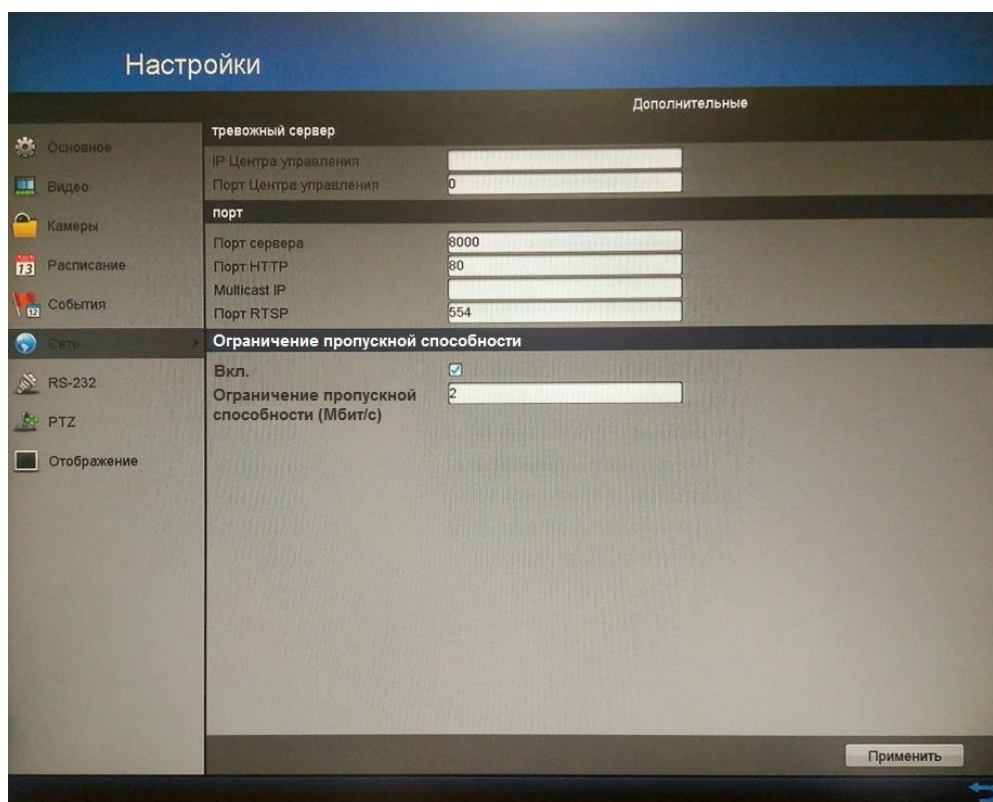 Настройки
Дополнительные
Основное
Видео
Камеры
13
Расписание
12
События
Сеть
RS-232
PTZ
Отображение
тревожный сервер
IP Центра управления
Порт Центра управления 0
порт
Порт сервера 8000
Порт HTTP 80
Multicast IP
Порт RTSP 554
Ограничение пропускной способности
Вкл.
Ограничение пропускной 2
способности (Мбит/с)
Применить